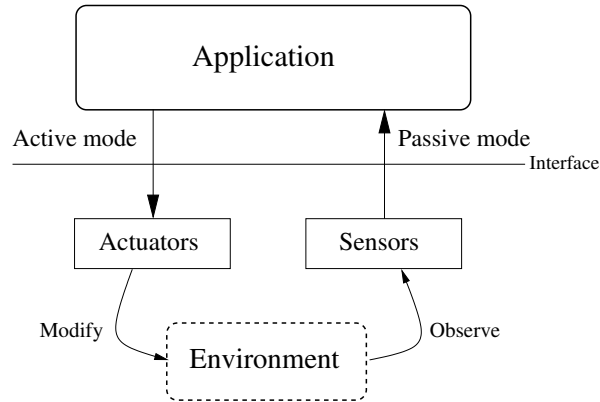 Application
Active mode
Passive mode
Interface
Actuators
Sensors
Modify
Observe
Environment